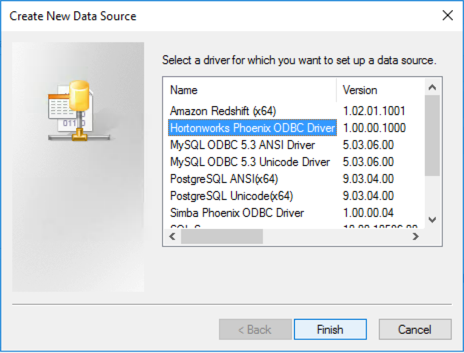 Create New Data Source
Select a driver for which you want to set up a data source.
Name Version
Amazon Redshift (x64) 1.02.01.1001
Hortonworks Phoenix ODBC Driver 1.00.00.1000
MySQL ODBC 5.3 ANSI Driver 5.03.06.00
MySQL ODBC 5.3 Unicode Driver 5.03.06.00
PostgreSQL ANSI(x64) 9.03.04.00
PostgreSQL Unicode(x64) 9.03.04.00
Simba Phoenix ODBC Driver 1.00.00.04
< Back Finish Cancel